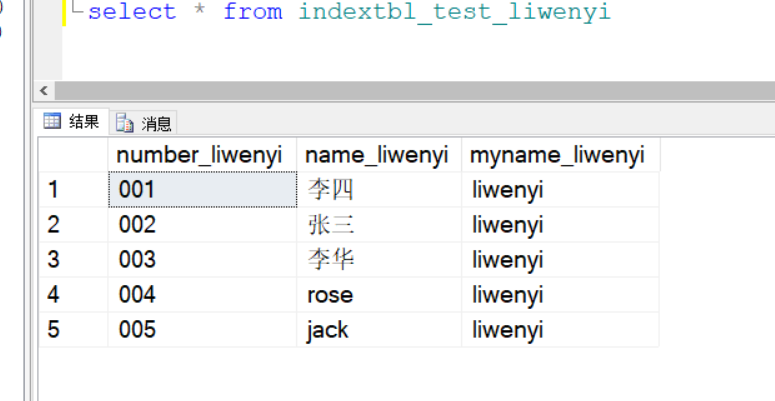 select * from indextbl_test_liwenyi
结果 消息
number_liwenyi name_liwenyi myname_liwenyi
1 001 李四 liwenyi
2 002 张三 liwenyi
3 003 李华 liwenyi
4 004 rose liwenyi
5 005 jack liwenyi